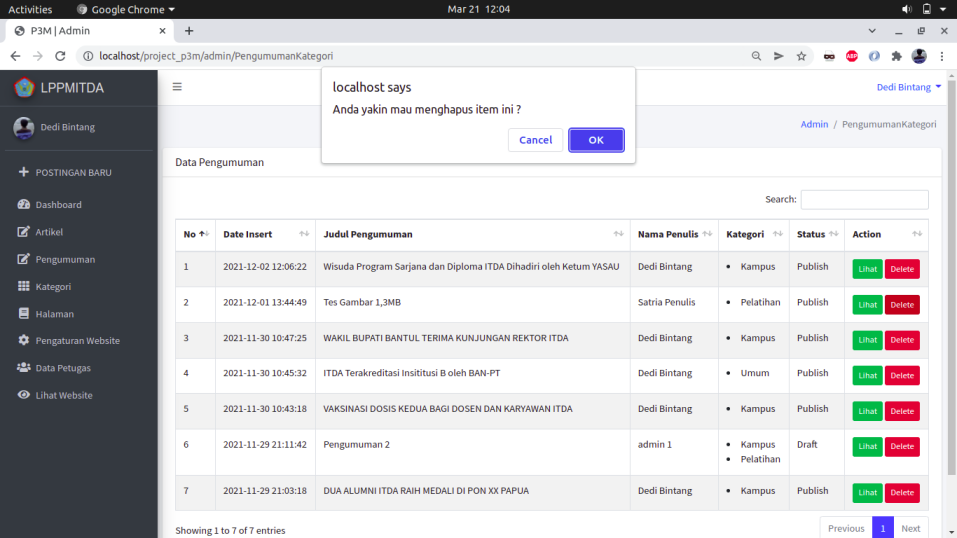 Activities Google Chrome Mar 21 12:04
P3M | Admin
localhost/project_p3m/admin/PengumumanKategori
ABP
LPPMITDA
Dedi Bintang
Dedi Bintang
Admin / PengumumanKategori
localhost says
Anda yakin mau menghapus item ini ?
Cancel OK
POSTINGAN BARU
Dashboard
Artikel
Pengumuman
Kategori
Halaman
Pengaturan Website
Data Petugas
Lihat Website
Data Pengumuman
Search:
No Date Insert Judul Pengumuman Nama Penulis Kategori Status Action
1 2021-12-02 12:06:22 Wisuda Program Sarjana dan Diploma ITDA Dihadiri oleh Ketum YASAU Dedi Bintang • Kampus Publish Lihat Delete
2 2021-12-01 13:44:49 Tes Gambar 1,3MB Satria Penulis • Pelatihan Publish Lihat Delete
3 2021-11-30 10:47:25 WAKIL BUPATI BANTUL TERIMA KUNJUNGAN REKTOR ITDA Dedi Bintang • Kampus Publish Lihat Delete
4 2021-11-30 10:45:32 ITDA Terakreditasi Insititusi B oleh BAN-PT Dedi Bintang • Umum Publish Lihat Delete
5 2021-11-30 10:43:18 VAKSINASI DOSIS KEDUA BAGI DOSEN DAN KARYAWAN ITDA Dedi Bintang • Kampus Publish Lihat Delete
6 2021-11-29 21:11:42 Pengumuman 2 admin 1 • Kampus Draft Lihat Delete
• Pelatihan
7 2021-11-29 21:03:18 DUA ALUMNI ITDA RAIH MEDALI DI PON XX PAPUA Dedi Bintang • Kampus Publish Lihat Delete
Showing 1 to 7 of 7 entries
Previous 1 Next